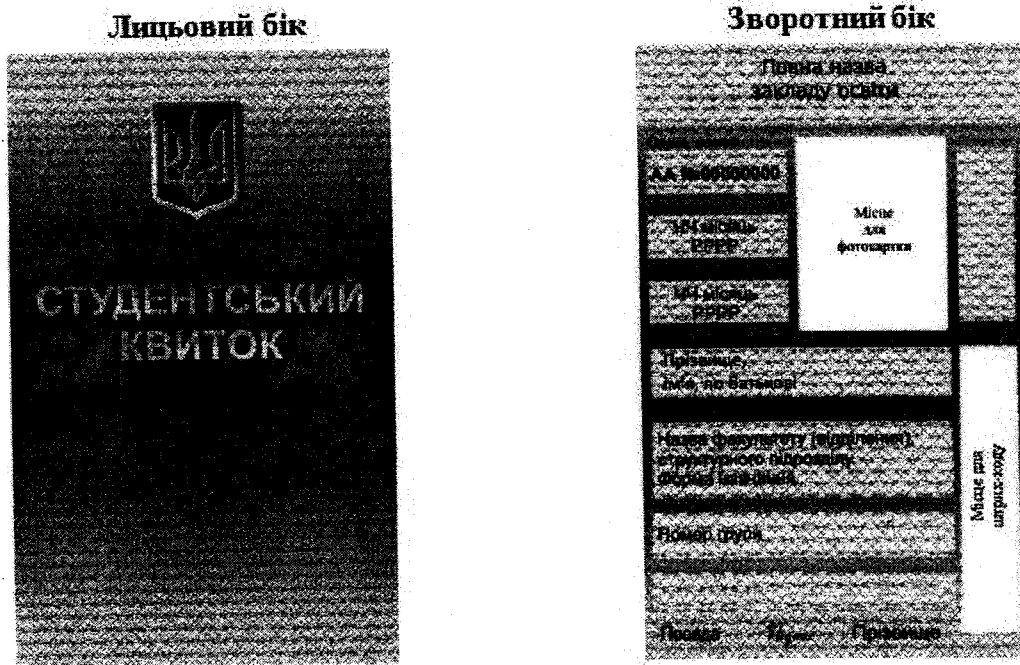 Лицьовий бік
СТУДЕНТСЬКИЙ
КВИТОК
Зворотний бік
Повна назва
закладу освіти
АА №00000000
місяць
РРРР
Місце
для
фотокартки
місяць
РРРР
Прізвище,
ім'я, по батькові
Назва факультету (відділення),
структурного підрозділу
Форма навчання
Номер групи
Місце для
штрих-коду
Посада Прізвище